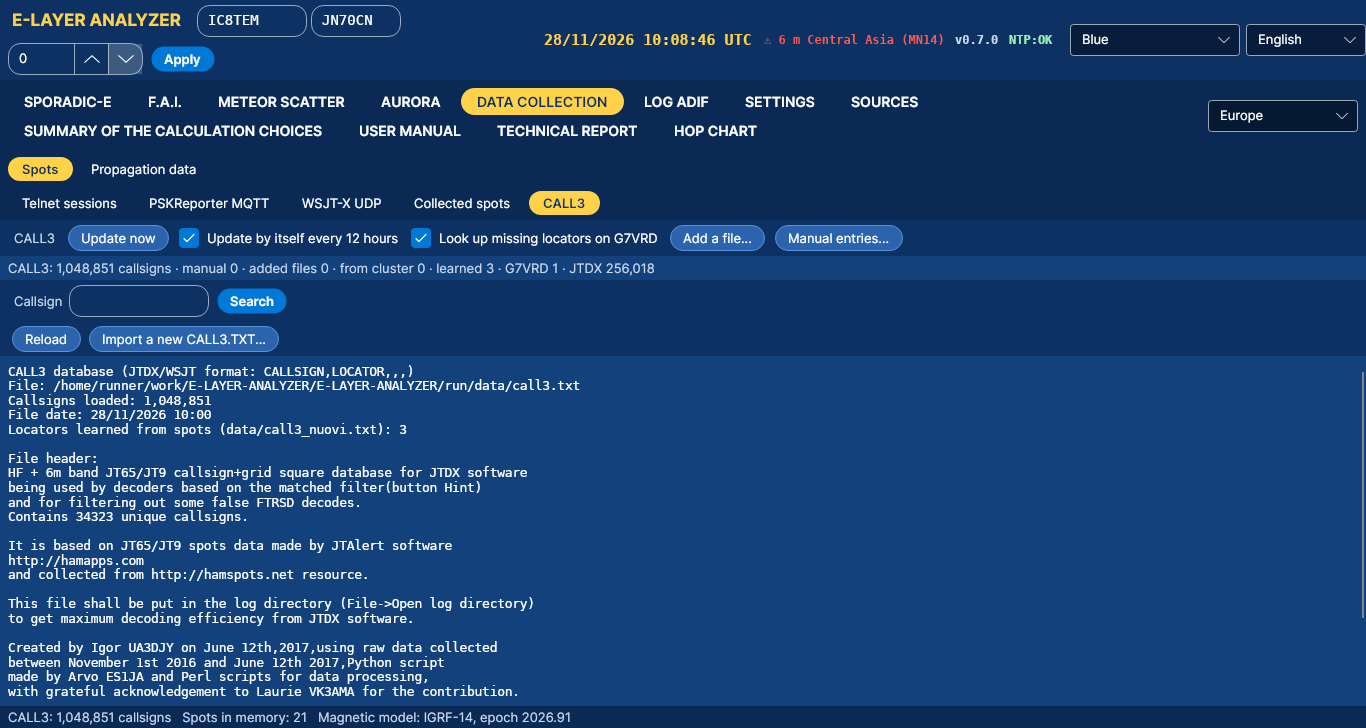 E-LAYER ANALYZER IC8TEM JN70CN
28/11/2026 10:08:46 UTC ⚠ 6 m Central Asia (MN14) v0.7.0 NTP:OK Blue English
0 Apply
SPORADIC-E F.A.I. METEOR SCATTER AURORA DATA COLLECTION LOG ADIF SETTINGS SOURCES
Europe
SUMMARY OF THE CALCULATION CHOICES USER MANUAL TECHNICAL REPORT HOP CHART
Spots Propagation data
Telnet sessions PSKReporter MQTT WSJT-X UDP Collected spots CALL3
CALL3 Update now Update by itself every 12 hours Look up missing locators on G7VRD Add a file... Manual entries...
CALL3: 1,048,851 callsigns · manual 0 · added files 0 · from cluster 0 · learned 3 · G7VRD 1 · JTDX 256,018
Callsign Search
Reload Import a new CALL3.TXT...
CALL3 database (JTDX/WSJT format: CALLSIGN,LOCATOR,,,)
File: /home/runner/work/E-LAYER-ANALYZER/E-LAYER-ANALYZER/run/data/call3.txt
Callsigns loaded: 1,048,851
File date: 28/11/2026 10:00
Locators learned from spots (data/call3_nuovi.txt): 3
File header:
HF + 6m band JT65/JT9 callsign+grid square database for JTDX software
being used by decoders based on the matched filter(button Hint)
and for filtering out some false FTRSD decodes.
Contains 34323 unique callsigns.
It is based on JT65/JT9 spots data made by JTAlert software
http://hamapps.com
and collected from http://hamspots.net resource.
This file shall be put in the log directory (File->Open log directory)
to get maximum decoding efficiency from JTDX software.
Created by Igor UA3DJY on June 12th,2017,using raw data collected
between November 1st 2016 and June 12th 2017,Python script
made by Arvo ES1JA and Perl scripts for data processing,
with grateful acknowledgement to Laurie VK3AMA for the contribution.
CALL3: 1,048,851 callsigns Spots in memory: 21 Magnetic model: IGRF-14, epoch 2026.91